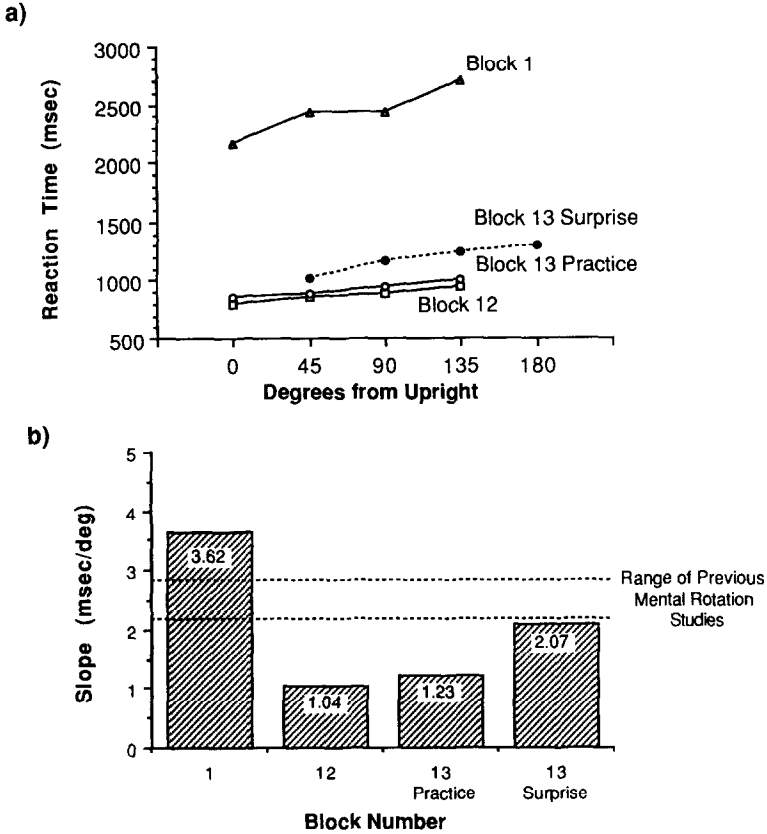 a)
3000
2500
2000
1500
1000
500
Reaction Time (msec)
Block 1
Block 13 Surprise
Block 13 Practice
Block 12
0 45 90 135 180
Degrees from Upright
b)
5
4
3
2
1
0
Slope (msec/deg)
3.62
1.04
1.23
2.07
Range of Previous
Mental Rotation
Studies
1 12 13 13
Practice Surprise
Block Number